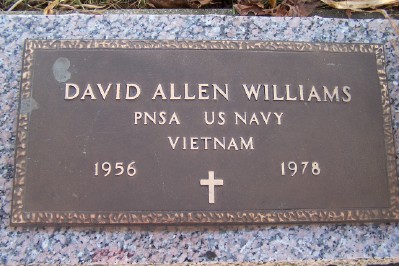 DAVID ALLEN WILLIAMS
PNSA US NAVY
VIETNAM
1956 1978